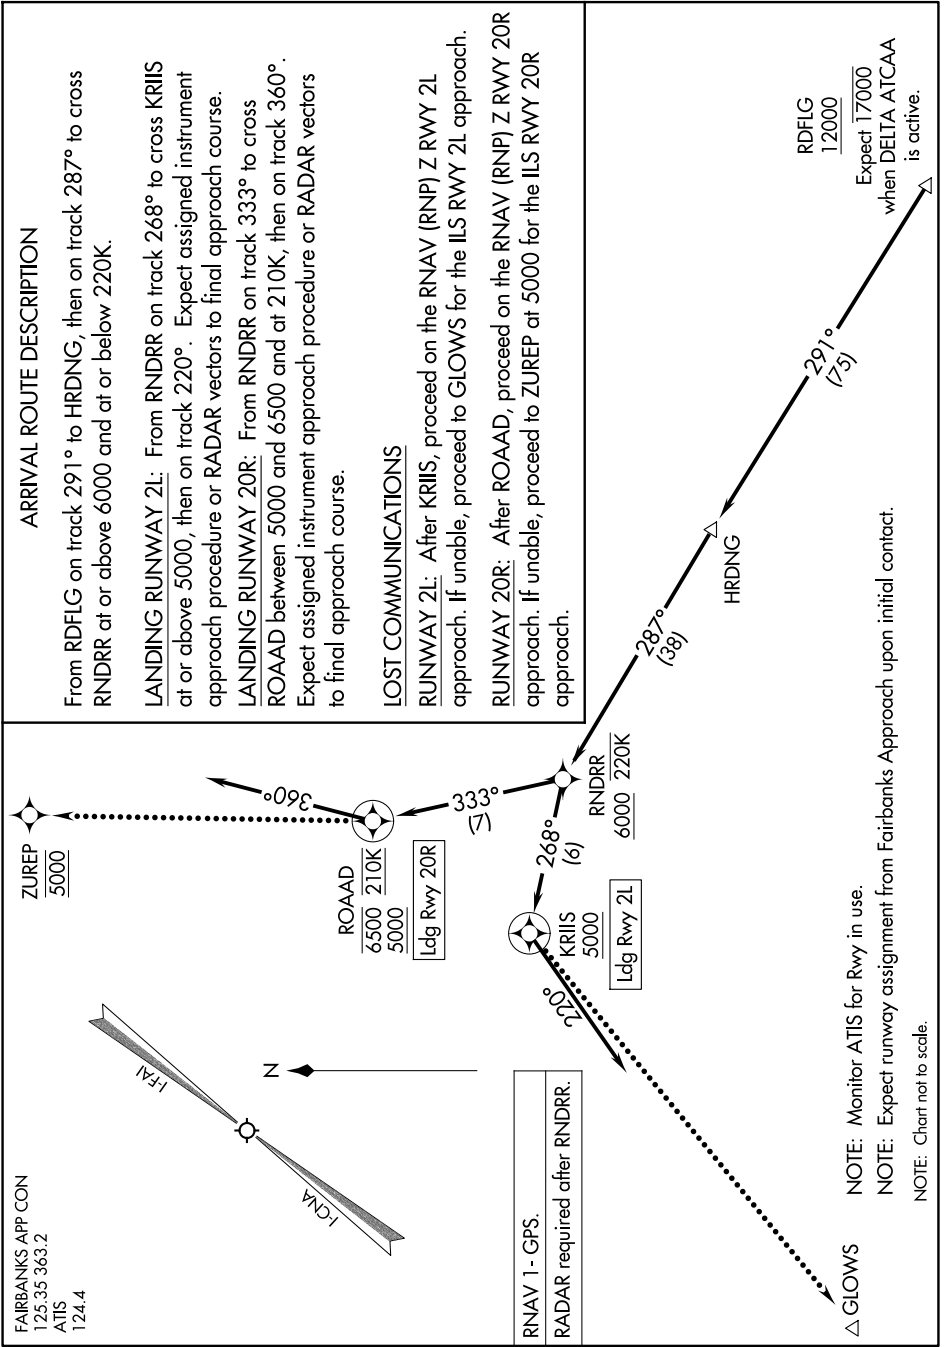 FAIRBANKS APP CON
125.35 363.2
ATIS
124.4
ARRIVAL ROUTE DESCRIPTION
From RDFLG on track 291° to HRDNG, then on track 287° to cross
RNDRR at or above 6000 and at or below 220K.
LANDING RUNWAY 2L: From RNDRR on track 268° to cross KRIIS
at or above 5000, then on track 220°. Expect assigned instrument
approach procedure or RADAR vectors to final approach course.
LANDING RUNWAY 20R: From RNDRR on track 333° to cross
ROAAD between 5000 and 6500 and at 210K, then on track 360°.
Expect assigned instrument approach procedure or RADAR vectors
to final approach course.
LOST COMMUNICATIONS
RUNWAY 2L: After KRIIS, proceed on the RNAV (RNP) Z RWY 2L
approach. If unable, proceed to GLOWS for the ILS RWY 2L approach.
RUNWAY 20R: After ROAAD, proceed on the RNAV (RNP) Z RWY 20R
approach. If unable, proceed to ZUREP at 5000 for the ILS RWY 20R
approach.
ZUREP
5000
I-FAI
I-CNA
N
360°
ROAAD
6500 210K
5000
Ldg Rwy 20R
333°
(7)
RNDRR
6000 220K
268°
(6)
KRIIS
5000
Ldg Rwy 2L
220°
287°
(38)
HRDNG
291°
(75)
RDFLG
12000
Expect 17000
when DELTA ATCAA
is active.
RNAV 1- GPS.
RADAR required after RNDRR.
GLOWS
NOTE: Monitor ATIS for Rwy in use.
NOTE: Expect runway assignment from Fairbanks Approach upon initial contact.
NOTE: Chart not to scale.